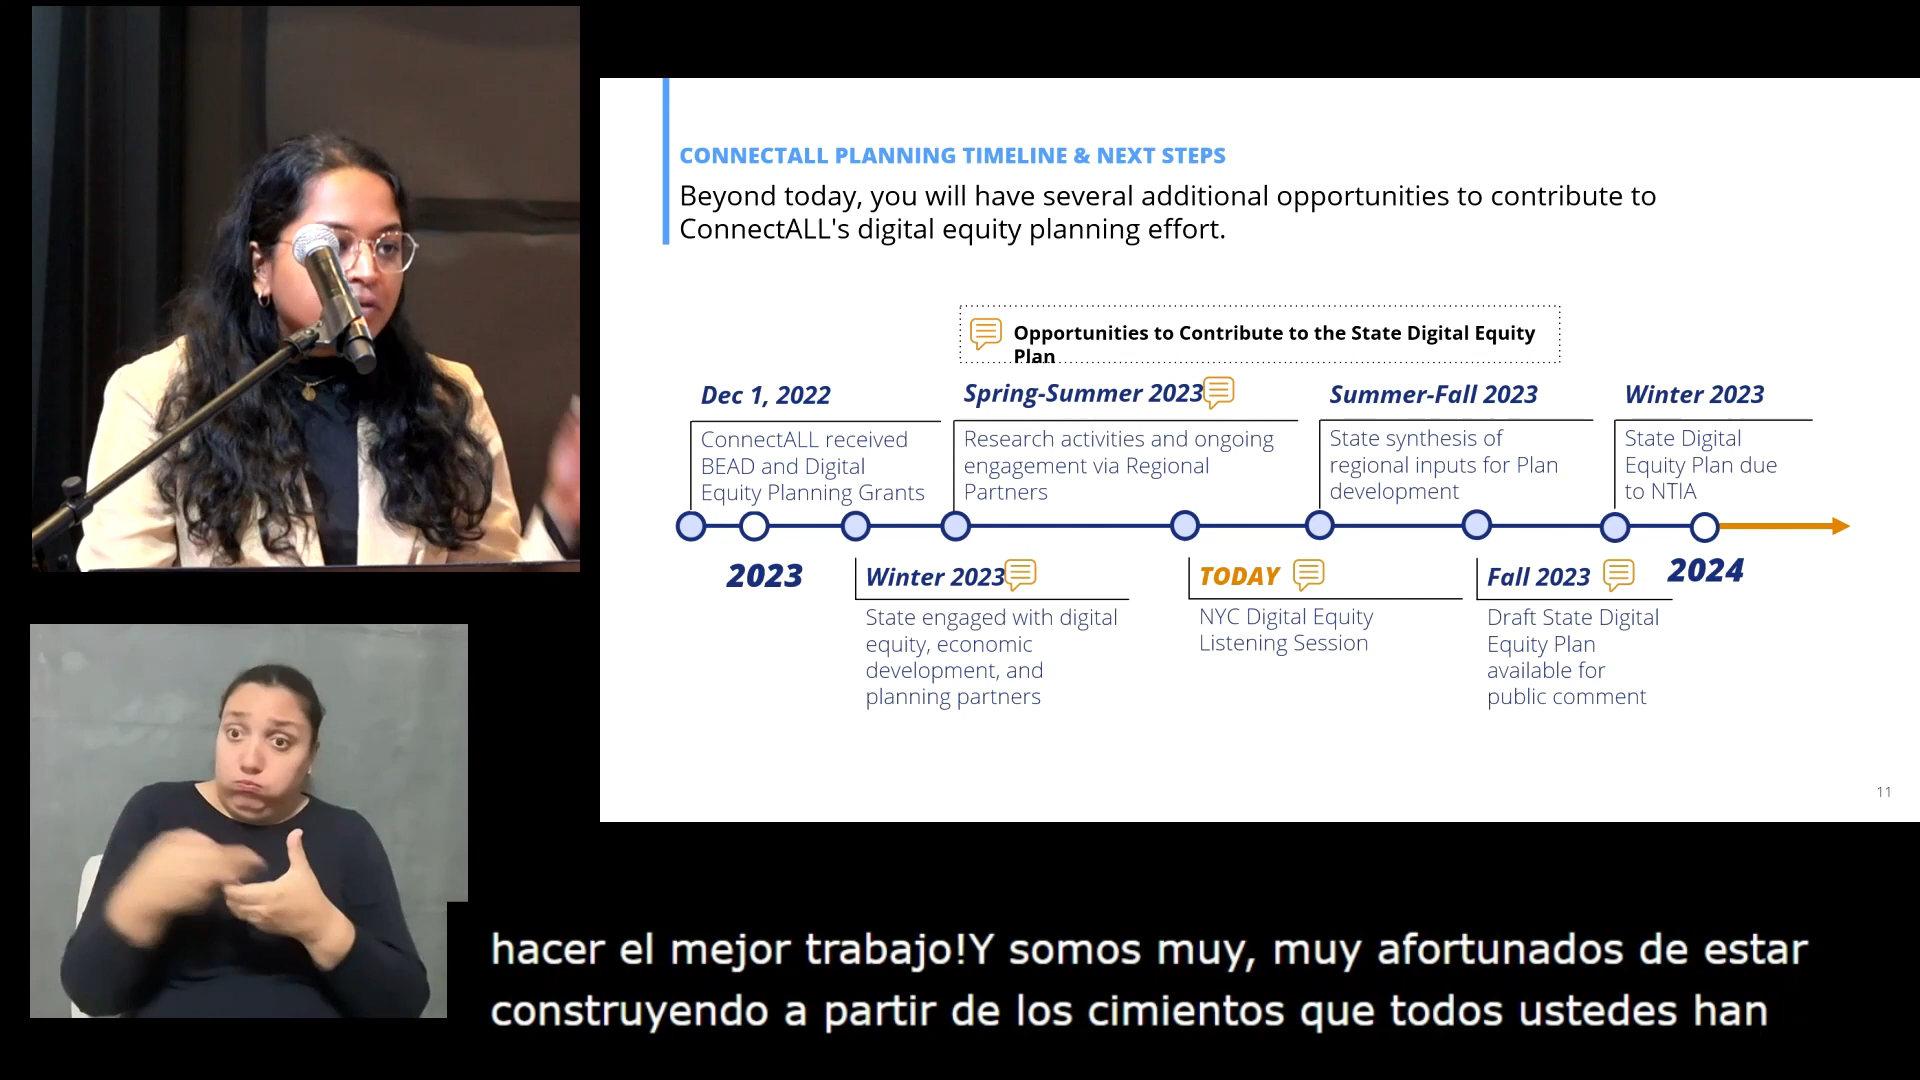 CONNECTALL PLANNING TIMELINE & NEXT STEPS
Beyond today, you will have several additional opportunities to contribute to
ConnectALL's digital equity planning effort.
Opportunities to Contribute to the State Digital Equity
Plan
Dec 1, 2022
ConnectALL received
BEAD and Digital
Equity Planning Grants
Spring-Summer 2023
Research activities and ongoing
engagement via Regional
Partners
Summer-Fall 2023
State synthesis of
regional inputs for Plan
development
Winter 2023
State Digital
Equity Plan due
to NTIA
2023
Winter 2023
State engaged with digital
equity, economic
development, and
planning partners
TODAY
NYC Digital Equity
Listening Session
Fall 2023
Draft State Digital
Equity Plan
available for
public comment
2024
11
hacer el mejor trabajo!Y somos muy, muy afortunados de estar
construyendo a partir de los cimientos que todos ustedes han